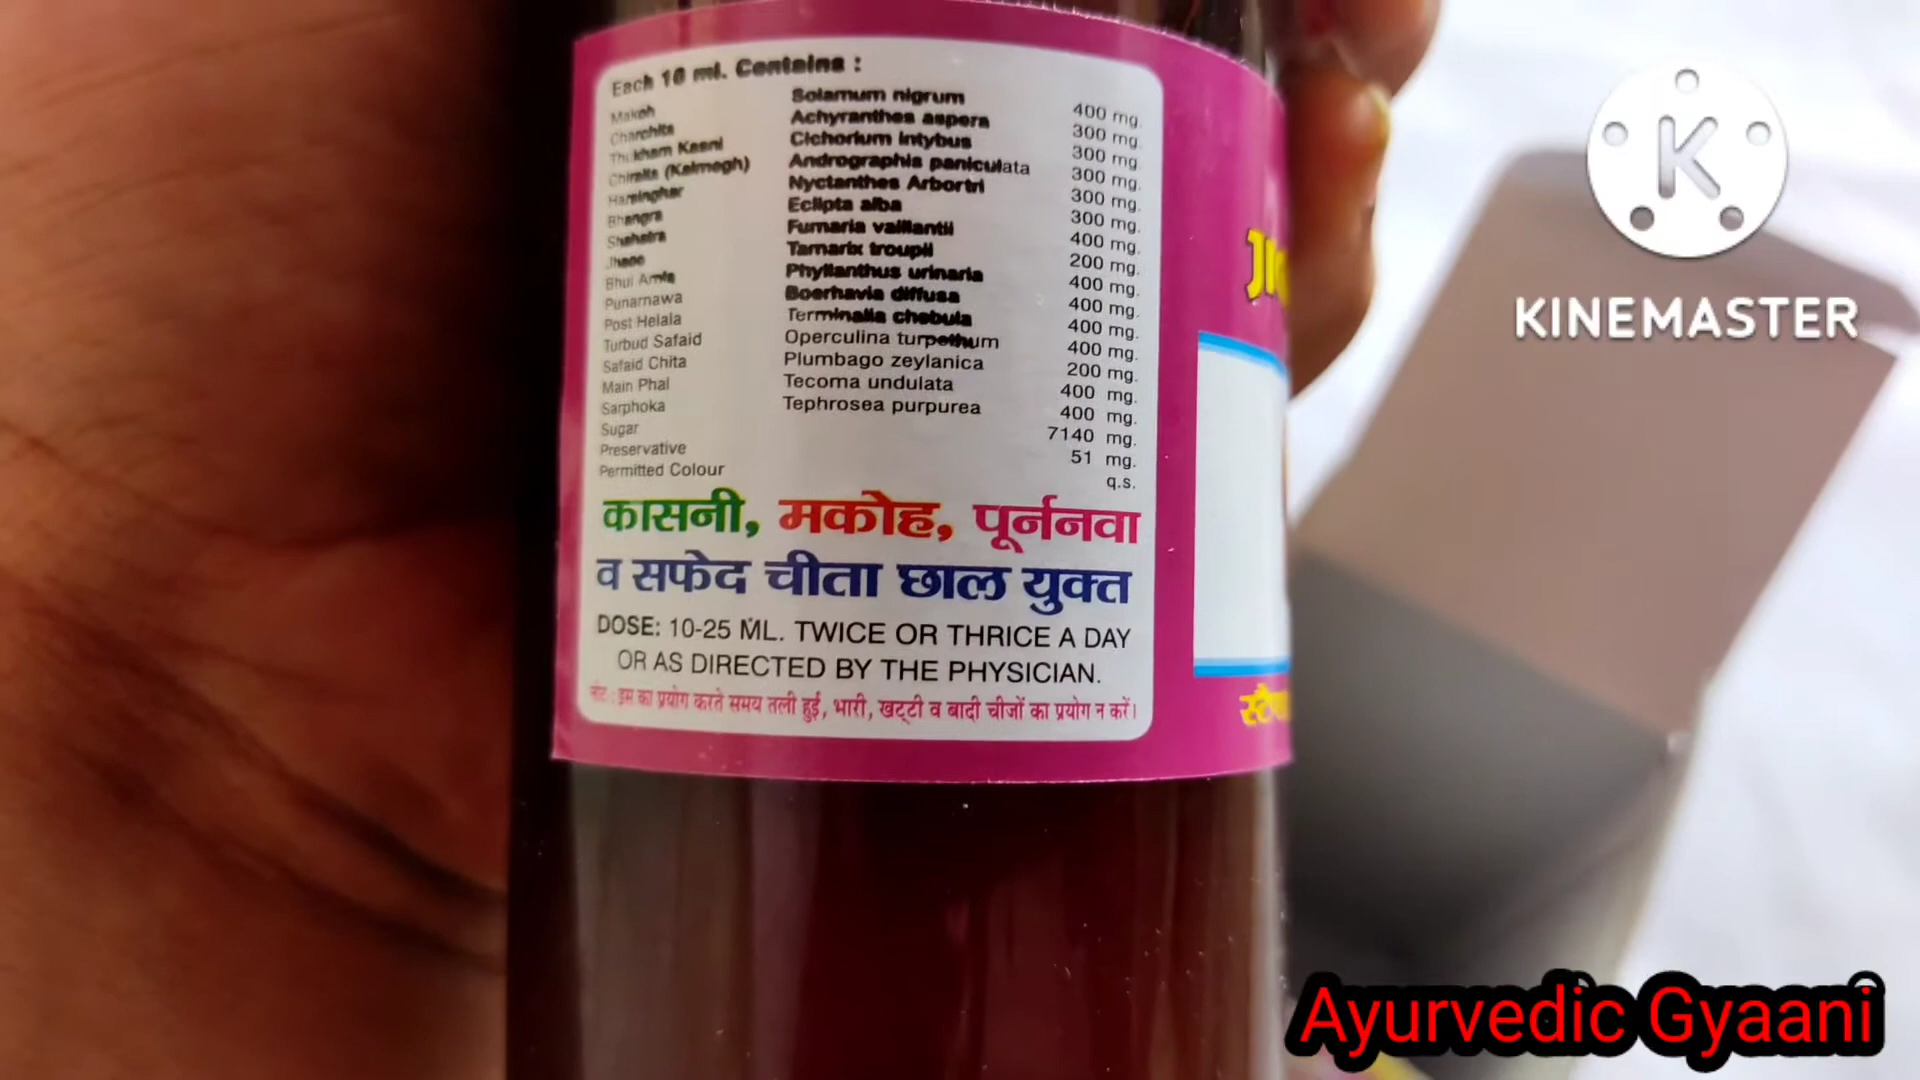 Each 10 ml. Contains :
Makoh Solamum nigrum 400 mg.
Charchita Achyranthes aspera 300 mg.
Thukham Kasni Cichorium intybus 300 mg.
Chiraita (Kalmegh) Andrographis paniculata 300 mg.
Harsinghar Nyctanthes Arbortri 300 mg.
Bhangra Eclipta alba 300 mg.
Shahatra Fumaria vaillantii 400 mg.
Jhaoo Tamarix troupii 200 mg.
Bhui Amla Phyllanthus urinaria 400 mg.
Punarnawa Boerhavia diffusa 400 mg.
Post Helala Terminalia chebula 400 mg.
Turbud Safaid Operculina turpethum 400 mg.
Safaid Chita Plumbago zeylanica 200 mg.
Main Phal Tecoma undulata 400 mg.
Sarphoka Tephrosea purpurea 400 mg.
Sugar 7140 mg.
Preservative 51 mg.
Permitted Colour q.s.
कासनी, मकोह, पूर्ननवा
व सफेद चीता छाल युक्त
DOSE: 10-25 ML. TWICE OR THRICE A DAY
OR AS DIRECTED BY THE PHYSICIAN.
नोट : इस का प्रयोग करते समय तली हुई, भारी, खट्टी व बादी चीजों का प्रयोग न करें।
K
KINEMASTER
Ayurvedic Gyaani